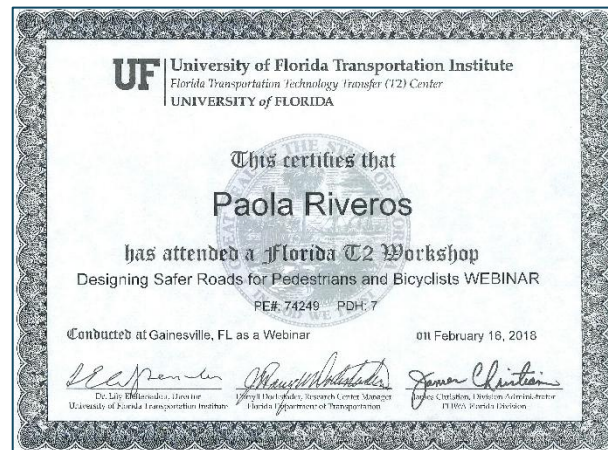 UF University of Florida Transportation Institute
Florida Transportation Technology Transfer (T2) Center
UNIVERSITY of FLORIDA
This certifies that
Paola Riveros
has attended a Florida T2 Workshop
Designing Safer Roads for Pedestrians and Bicyclists WEBINAR
PE#: 74249 PDH: 7
Conducted at Gainesville, FL as a Webinar on February 16, 2018
Dr. Lily Elefteriadou, Director
University of Florida Transportation Institute
Darryll Dockstader, Research Center Manager
Florida Department of Transportation
James Christian, Division Administrator
FHWA Florida Division